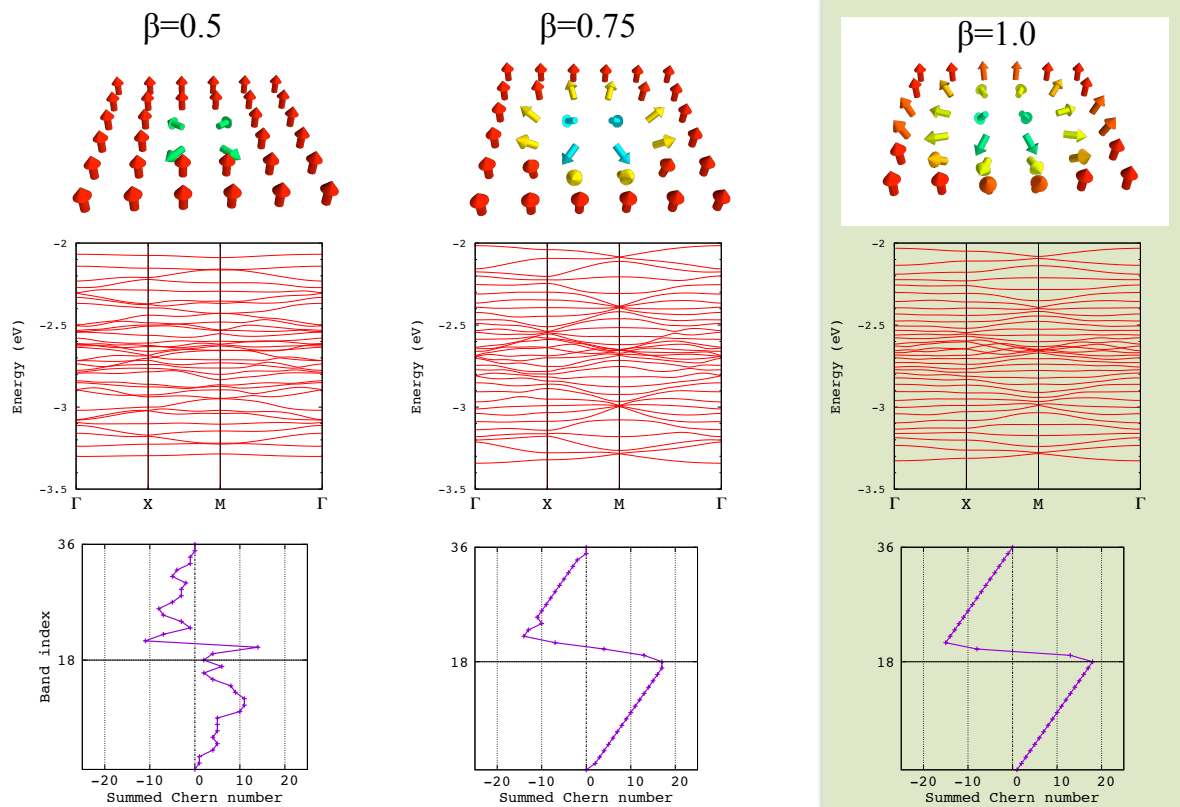 β=0.5
β=0.75
β=1.0
-2
-2.5
-3
-3.5
Energy (eV)
Γ X M Γ
-2
-2.5
-3
-3.5
Energy (eV)
Γ X M Γ
-2
-2.5
-3
-3.5
Energy (eV)
Γ X M Γ
36
18
Band index
-20 -10 0 10 20
Summed Chern number
36
18
-20 -10 0 10 20
Summed Chern number
36
18
-20 -10 0 10 20
Summed Chern number